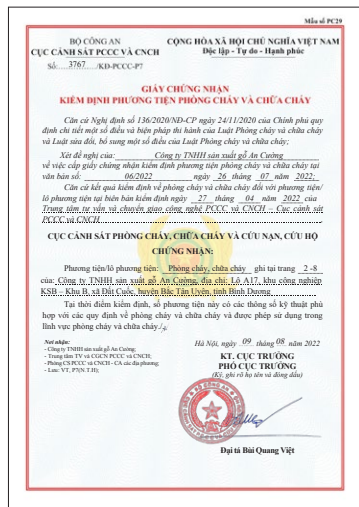 Mẫu số PC29
BỘ CÔNG AN
CỤC CẢNH SÁT PCCC VÀ CNCH
Số: 3767 /KĐ-PCCC-P7
CỘNG HÒA XÃ HỘI CHỦ NGHĨA VIỆT NAM
Độc lập - Tự do - Hạnh phúc
GIẤY CHỨNG NHẬN
KIỂM ĐỊNH PHƯƠNG TIỆN PHÒNG CHÁY VÀ CHỮA CHÁY
Căn cứ Nghị định số 136/2020/NĐ-CP ngày 24/11/2020 của Chính phủ quy
định chi tiết một số điều và biện pháp thi hành của Luật Phòng cháy và chữa cháy
và Luật sửa đổi, bổ sung một số điều của Luật Phòng cháy và chữa cháy;
Xét đề nghị của: Công ty TNHH sản xuất gỗ An Cường
về việc cấp giấy chứng nhận kiểm định phương tiện phòng cháy và chữa cháy tại
văn bản số: 06/2022 ngày 26 tháng 07 năm 2022;
Căn cứ kết quả kiểm định về phòng cháy và chữa cháy đối với phương tiện/
lô phương tiện tại biên bản kiểm định ngày 27 tháng 04 năm 2022 của
Trung tâm tư vấn và chuyển giao công nghệ PCCC và CNCH – Cục cảnh sát
PCCC và CNCH
CỤC CẢNH SÁT PHÒNG CHÁY, CHỮA CHÁY VÀ CỨU NẠN, CỨU HỘ
CHỨNG NHẬN:
Phương tiện/lô phương tiện: Phòng cháy, chữa cháy ghi tại trang 2 -8
của: Công ty TNHH sản xuất gỗ An Cường, địa chỉ: Lô A17, khu công nghiệp
KSB – Khu B, xã Đất Cuốc, huyện Bắc Tân Uyên, tỉnh Bình Dương
Tại thời điểm kiểm định, số phương tiện này có các thông số kỹ thuật phù
hợp với các quy định về phòng cháy và chữa cháy và được phép sử dụng trong
lĩnh vực phòng cháy và chữa cháy./.
Hà Nội, ngày 09 tháng 08 năm 2022
Nơi nhận:
- Công ty TNHH sản xuất gỗ An Cường;
- Trung tâm TV và CGCN PCCC và CNCH;
- Phòng CS PCCC và CNCH - CA các địa phương;
- Lưu: VT, P7(N.T.H);
KT. CỤC TRƯỞNG
PHÓ CỤC TRƯỞNG
(Ký, ghi rõ họ tên và đóng dấu)
Đại tá Bùi Quang Việt